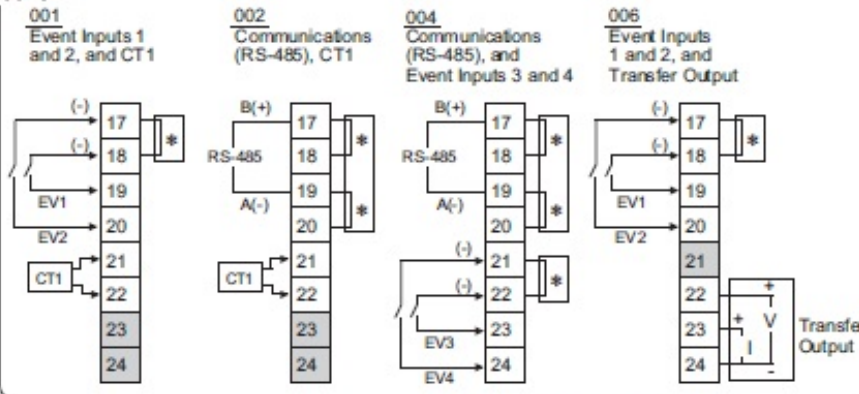 001
Event Inputs 1
and 2, and CT1
(-)
17
*
(-)
18
19
EV1
20
EV2
21
CT1
22
23
24
002
Communications
(RS-485), CT1
B(+)
17
*
RS-485
18
19
A(-)
*
20
21
CT1
22
23
24
004
Communications
(RS-485), and
Event Inputs 3 and 4
B(+)
17
*
RS-485
18
19
A(-)
*
20
(-)
21
*
(-)
22
23
EV3
24
EV4
006
Event Inputs
1 and 2, and
Transfer Output
(-)
17
*
(-)
18
19
EV1
20
EV2
21
22
+
+
V
23
I
24
-
Transfe
Output